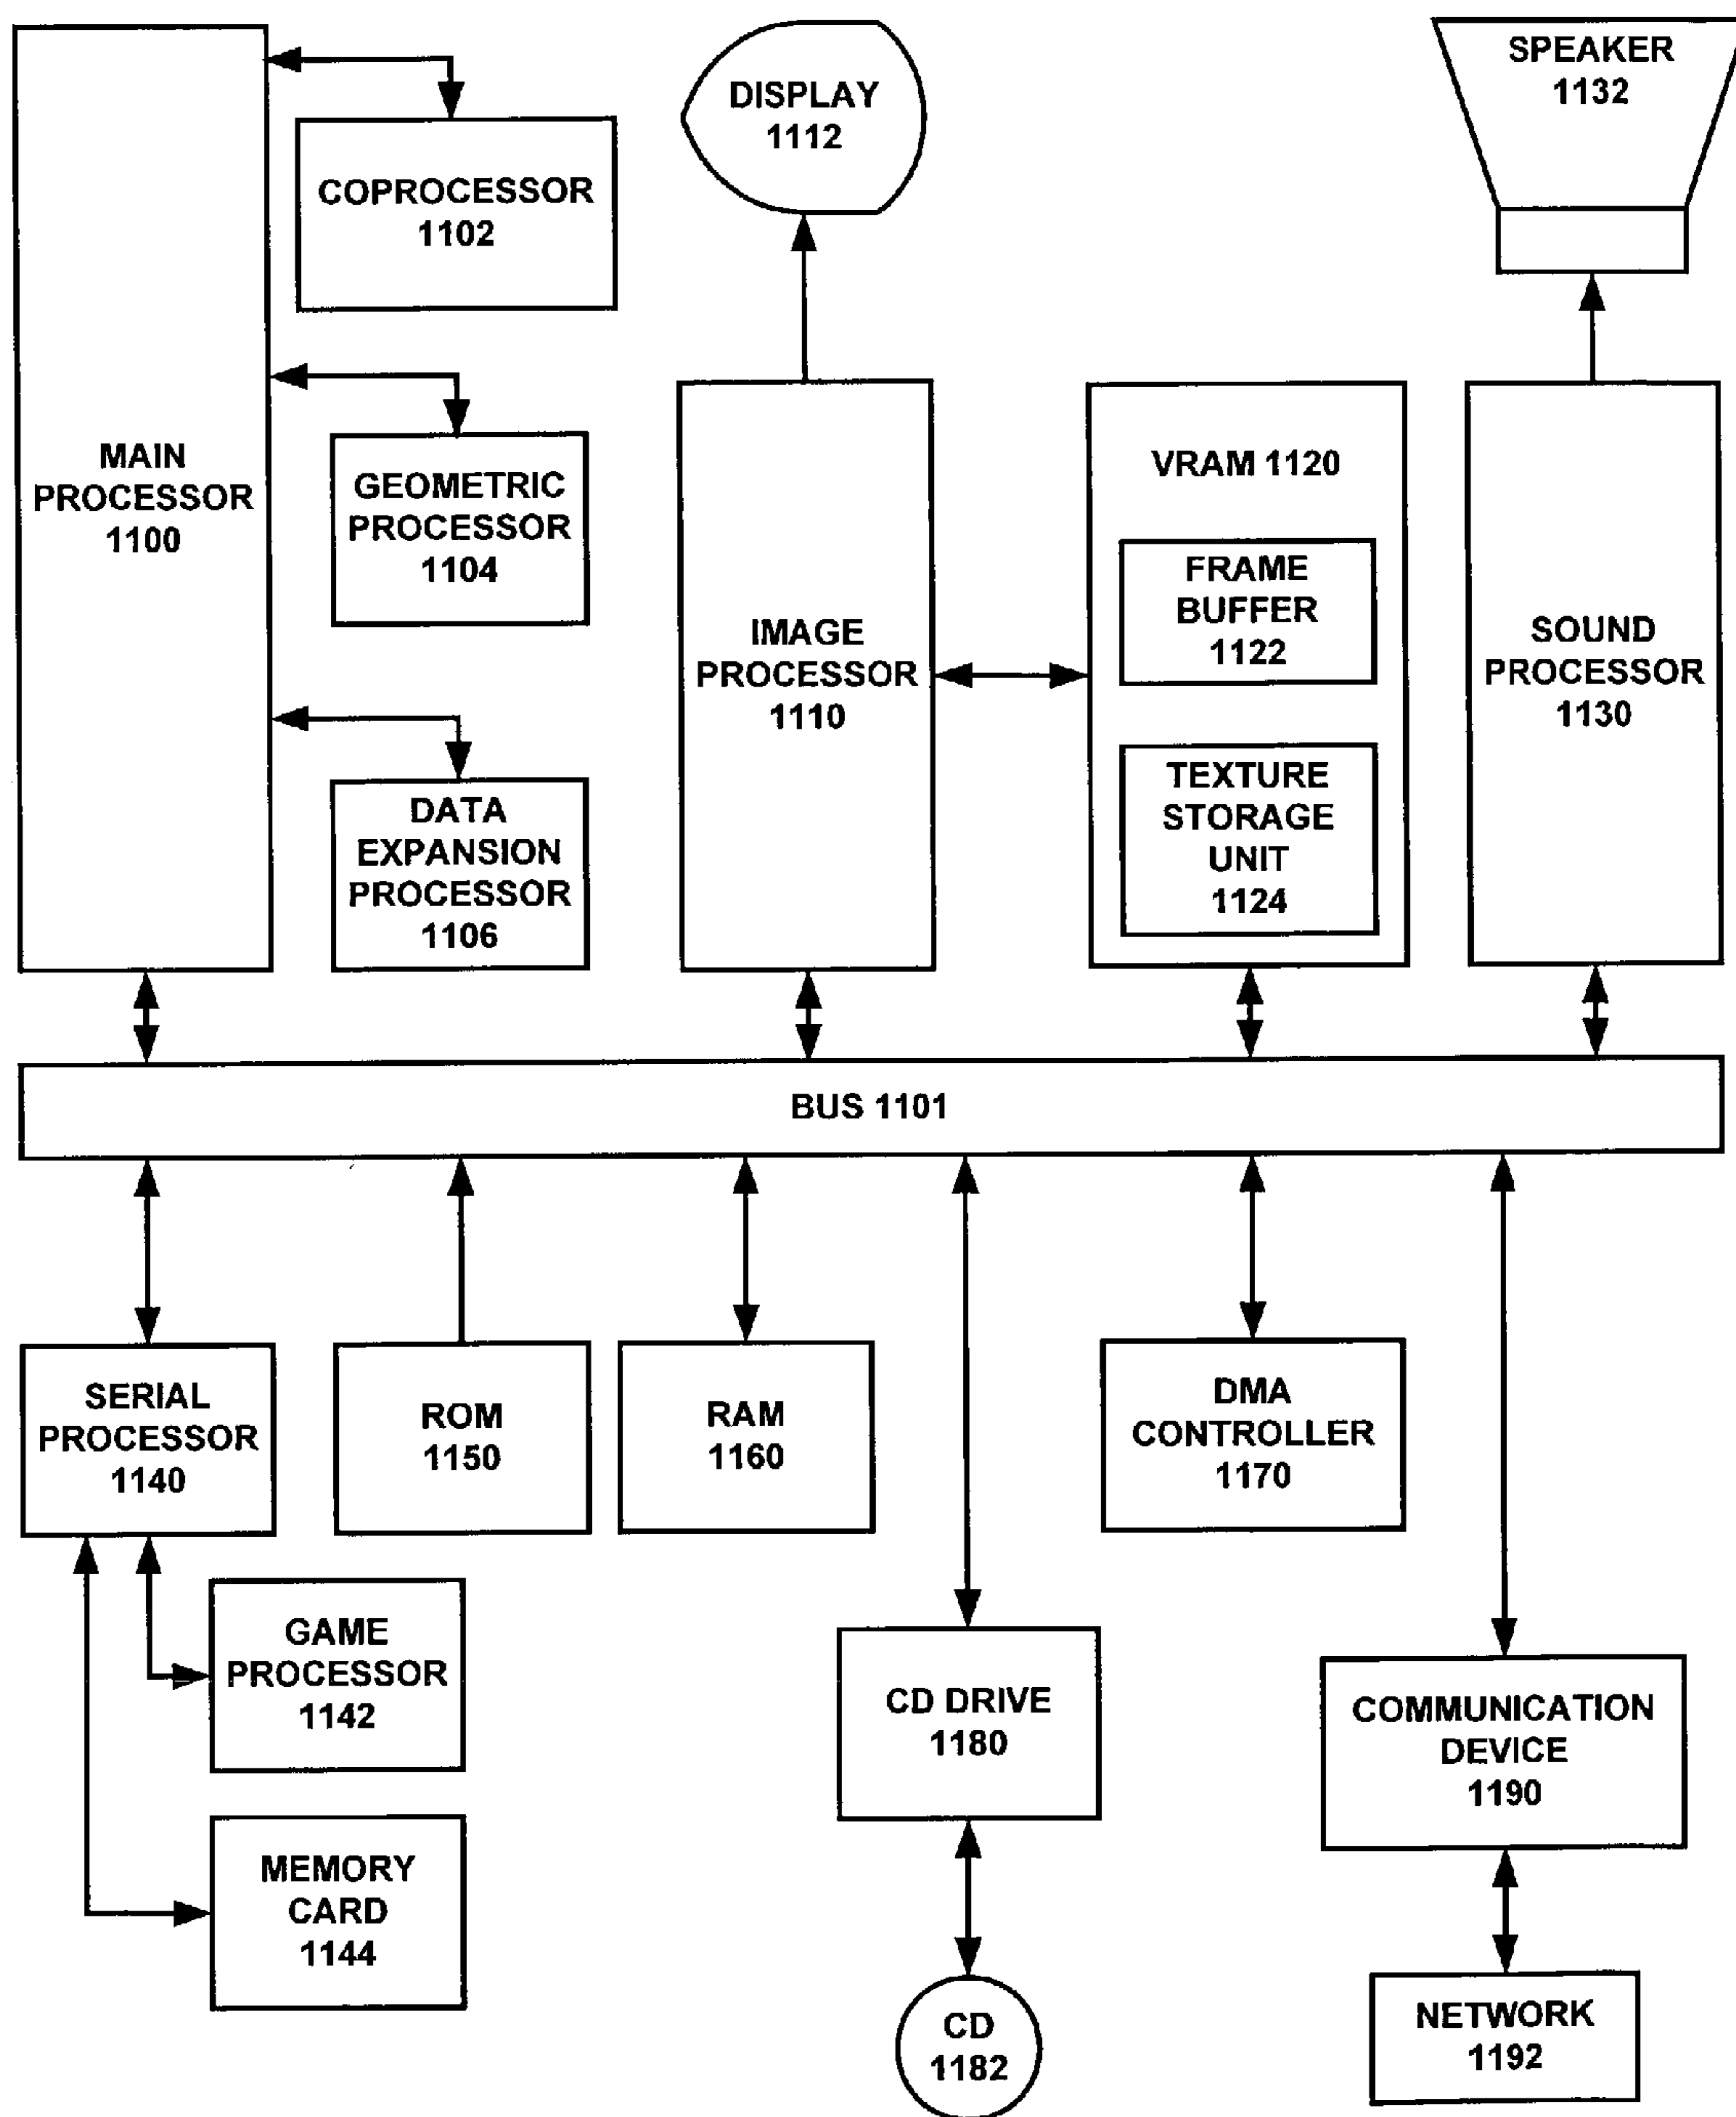 DISPLAY
1112
SPEAKER
1132
COPROCESSOR
1102
MAIN
PROCESSOR
1100
GEOMETRIC
PROCESSOR
1104
DATA
EXPANSION
PROCESSOR
1106
IMAGE
PROCESSOR
1110
VRAM 1120
FRAME
BUFFER
1122
TEXTURE
STORAGE
UNIT
1124
SOUND
PROCESSOR
1130
BUS 1101
SERIAL
PROCESSOR
1140
ROM
1150
RAM
1160
DMA
CONTROLLER
1170
GAME
PROCESSOR
1142
MEMORY
CARD
1144
CD DRIVE
1180
CD
1182
COMMUNICATION
DEVICE
1190
NETWORK
1192